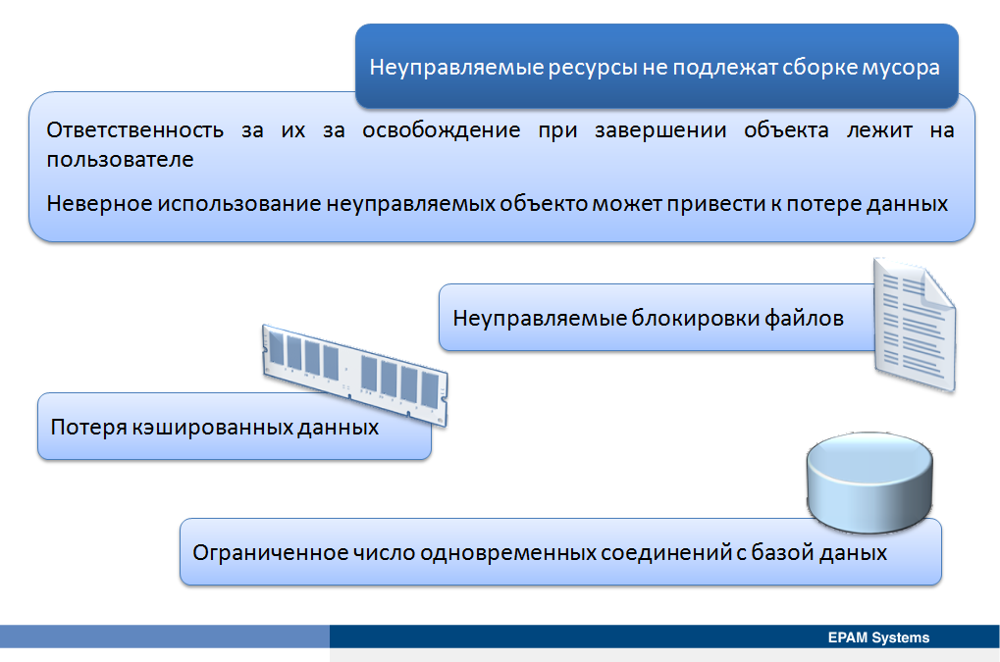 Неуправляемые ресурсы не подлежат сборке мусора
Ответственность за их за освобождение при завершении объекта лежит на
пользователе
Неверное использование неуправляемых объекто может привести к потере данных
Неуправляемые блокировки файлов
Потеря кэшированных данных
Ограниченное число одновременных соединений с базой даных
EPAM Systems